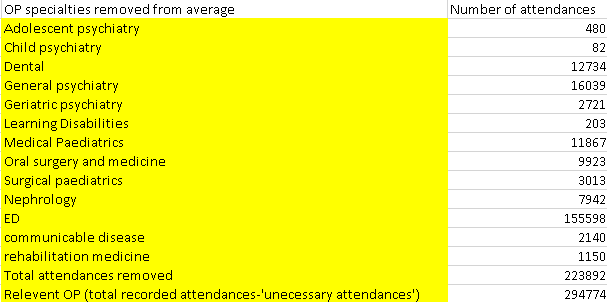 OP specialties removed from average Number of attendances
Adolescent psychiatry 480
Child psychiatry 82
Dental 12734
General psychiatry 16039
Geriatric psychiatry 2721
Learning Disabilities 203
Medical Paediatrics 11867
Oral surgery and medicine 9923
Surgical paediatrics 3013
Nephrology 7942
ED 155598
communicable disease 2140
rehabilitation medicine 1150
Total attendances removed 223892
Relevent OP (total recorded attendances-'unecessary attendances') 294774